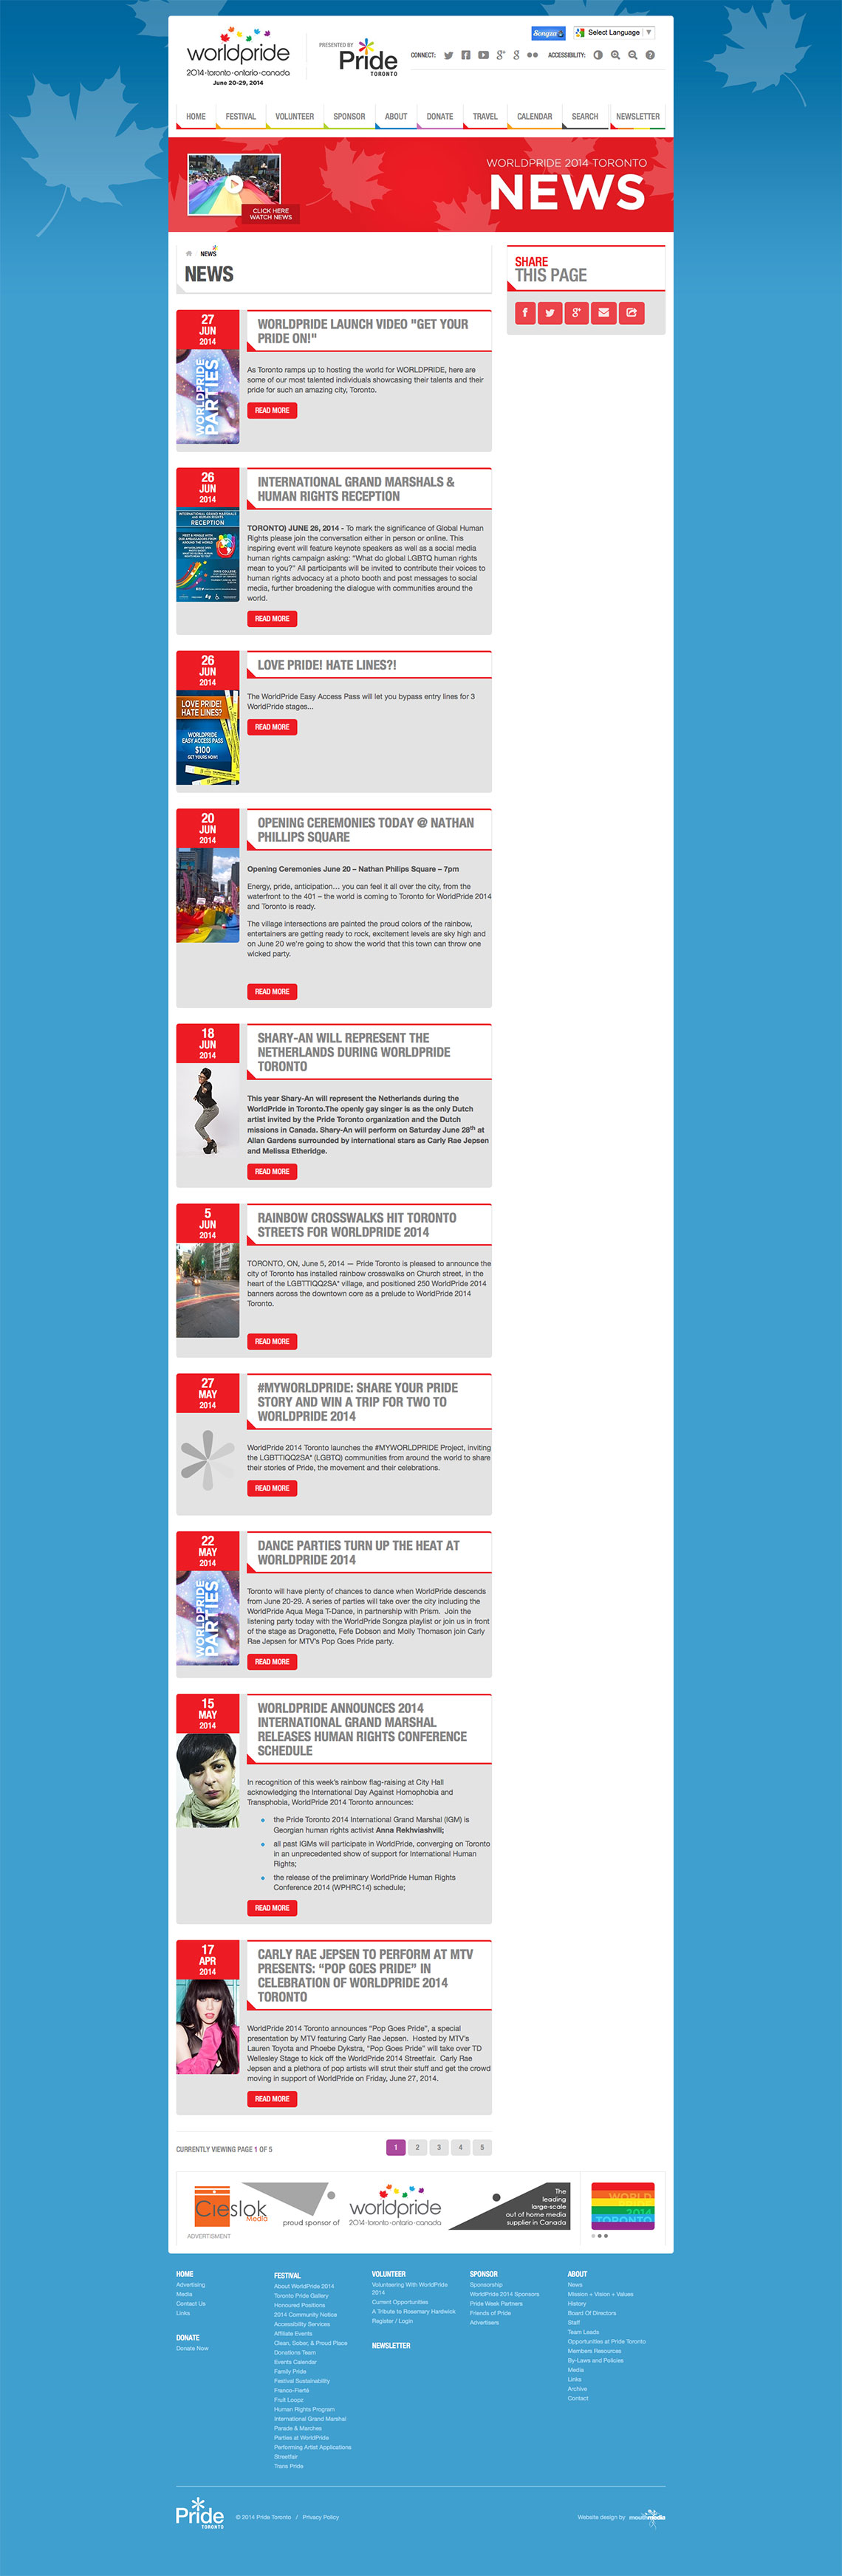 worldpride
2014·toronto·ontario·canada
June 20-29, 2014
PRESENTED BY
Pride
TORONTO
Songza
Select Language
CONNECT:
ACCESSIBILITY:
HOME FESTIVAL VOLUNTEER SPONSOR ABOUT DONATE TRAVEL CALENDAR SEARCH NEWSLETTER
CLICK HERE
WATCH NEWS
WORLDPRIDE 2014 TORONTO
NEWS
NEWS
NEWS
SHARE
THIS PAGE
27
JUN
2014
WORLDPRIDE
PARTIES
WORLDPRIDE LAUNCH VIDEO "GET YOUR
PRIDE ON!"
As Toronto ramps up to hosting the world for WORLDPRIDE, here are
some of our most talented individuals showcasing their talents and their
pride for such an amazing city, Toronto.
READ MORE
26
JUN
2014
INTERNATIONAL GRAND MARSHALS
RECEPTION
INTERNATIONAL GRAND MARSHALS &
HUMAN RIGHTS RECEPTION
TORONTO) JUNE 26, 2014 - To mark the significance of Global Human
Rights please join the conversation either in person or online. This
inspiring event will feature keynote speakers as well as a social media
human rights campaign asking: “What do global LGBTQ human rights
mean to you?” All participants will be invited to contribute their voices to
human rights advocacy at a photo booth and post messages to social
media, further broadening the dialogue with communities around the
world.
READ MORE
26
JUN
2014
LOVE PRIDE!
HATE LINES?
WORLDPRIDE
EASY ACCESS PASS
$100
GET YOURS NOW!
LOVE PRIDE! HATE LINES?!
The WorldPride Easy Access Pass will let you bypass entry lines for 3
WorldPride stages...
READ MORE
20
JUN
2014
OPENING CEREMONIES TODAY @ NATHAN
PHILLIPS SQUARE
Opening Ceremonies June 20 – Nathan Philips Square – 7pm
Energy, pride, anticipation… you can feel it all over the city, from the
waterfront to the 401 – the world is coming to Toronto for WorldPride 2014
and Toronto is ready.
The village intersections are painted the proud colors of the rainbow,
entertainers are getting ready to rock, excitement levels are sky high and
on June 20 we're going to show the world that this town can throw one
wicked party.
READ MORE
18
JUN
2014
SHARY-AN WILL REPRESENT THE
NETHERLANDS DURING WORLDPRIDE
TORONTO
This year Shary-An will represent the Netherlands during the
WorldPride in Toronto.The openly gay singer is as the only Dutch
artist invited by the Pride Toronto organization and the Dutch
missions in Canada. Shary-An will perform on Saturday June 28th at
Allan Gardens surrounded by international stars as Carly Rae Jepsen
and Melissa Etheridge.
READ MORE
5
JUN
2014
RAINBOW CROSSWALKS HIT TORONTO
STREETS FOR WORLDPRIDE 2014
TORONTO, ON, June 5, 2014 — Pride Toronto is pleased to announce the
city of Toronto has installed rainbow crosswalks on Church street, in the
heart of the LGBTTIQQ2SA* village, and positioned 250 WorldPride 2014
banners across the downtown core as a prelude to WorldPride 2014
Toronto.
READ MORE
27
MAY
2014
#MYWORLDPRIDE: SHARE YOUR PRIDE
STORY AND WIN A TRIP FOR TWO TO
WORLDPRIDE 2014
WorldPride 2014 Toronto launches the #MYWORLDPRIDE Project, inviting
the LGBTTIQQ2SA* (LGBTQ) communities from around the world to share
their stories of Pride, the movement and their celebrations.
READ MORE
22
MAY
2014
WORLDPRIDE
PARTIES
DANCE PARTIES TURN UP THE HEAT AT
WORLDPRIDE 2014
Toronto will have plenty of chances to dance when WorldPride descends
from June 20-29. A series of parties will take over the city including the
WorldPride Aqua Mega T-Dance, in partnership with Prism. Join the
listening party today with the WorldPride Songza playlist or join us in front
of the stage as Dragonette, Fefe Dobson and Molly Thomason join Carly
Rae Jepsen for MTV's Pop Goes Pride party.
READ MORE
15
MAY
2014
WORLDPRIDE ANNOUNCES 2014
INTERNATIONAL GRAND MARSHAL
RELEASES HUMAN RIGHTS CONFERENCE
SCHEDULE
In recognition of this week's rainbow flag-raising at City Hall
acknowledging the International Day Against Homophobia and
Transphobia, WorldPride 2014 Toronto announces:
the Pride Toronto 2014 International Grand Marshal (IGM) is
Georgian human rights activist Anna Rekhviashvili;
all past IGMs will participate in WorldPride, converging on Toronto
in an unprecedented show of support for International Human
Rights;
the release of the preliminary WorldPride Human Rights
Conference 2014 (WPHRC14) schedule;
READ MORE
17
APR
2014
CARLY RAE JEPSEN TO PERFORM AT MTV
PRESENTS: “POP GOES PRIDE” IN
CELEBRATION OF WORLDPRIDE 2014
TORONTO
WorldPride 2014 Toronto announces “Pop Goes Pride”, a special
presentation by MTV featuring Carly Rae Jepsen. Hosted by MTV's
Lauren Toyota and Phoebe Dykstra, “Pop Goes Pride” will take over TD
Wellesley Stage to kick off the WorldPride 2014 Streetfair. Carly Rae
Jepsen and a plethora of pop artists will strut their stuff and get the crowd
moving in support of WorldPride on Friday, June 27, 2014.
READ MORE
CURRENTLY VIEWING PAGE 1 OF 5
1 2 3 4 5
Cieslok
Media
proud sponsor of
worldpride
2014·toronto·ontario·canada
The
leading
large-scale
out of home media
supplier in Canada
WORLD
2014
TORONTO
ADVERTISMENT
HOME
Advertising
Media
Contact Us
Links
DONATE
Donate Now
FESTIVAL
About WorldPride 2014
Toronto Pride Gallery
Honoured Positions
2014 Community Notice
Accessibility Services
Affiliate Events
Clean, Sober, & Proud Place
Donations Team
Events Calendar
Family Pride
Festival Sustainability
Franco-Fierté
Fruit Loopz
Human Rights Program
International Grand Marshal
Parade & Marches
Parties at WorldPride
Performing Artist Applications
Streetfair
Trans Pride
VOLUNTEER
Volunteering With WorldPride
2014
Current Opportunities
A Tribute to Rosemary Hardwick
Register / Login
NEWSLETTER
SPONSOR
Sponsorship
WorldPride 2014 Sponsors
Pride Week Partners
Friends of Pride
Advertisers
ABOUT
News
Mission + Vision + Values
History
Board Of Directors
Staff
Team Leads
Opportunities at Pride Toronto
Members Resources
By-Laws and Policies
Media
Links
Archive
Contact
Pride
TORONTO
© 2014 Pride Toronto / Privacy Policy
Website design by mouthmedia